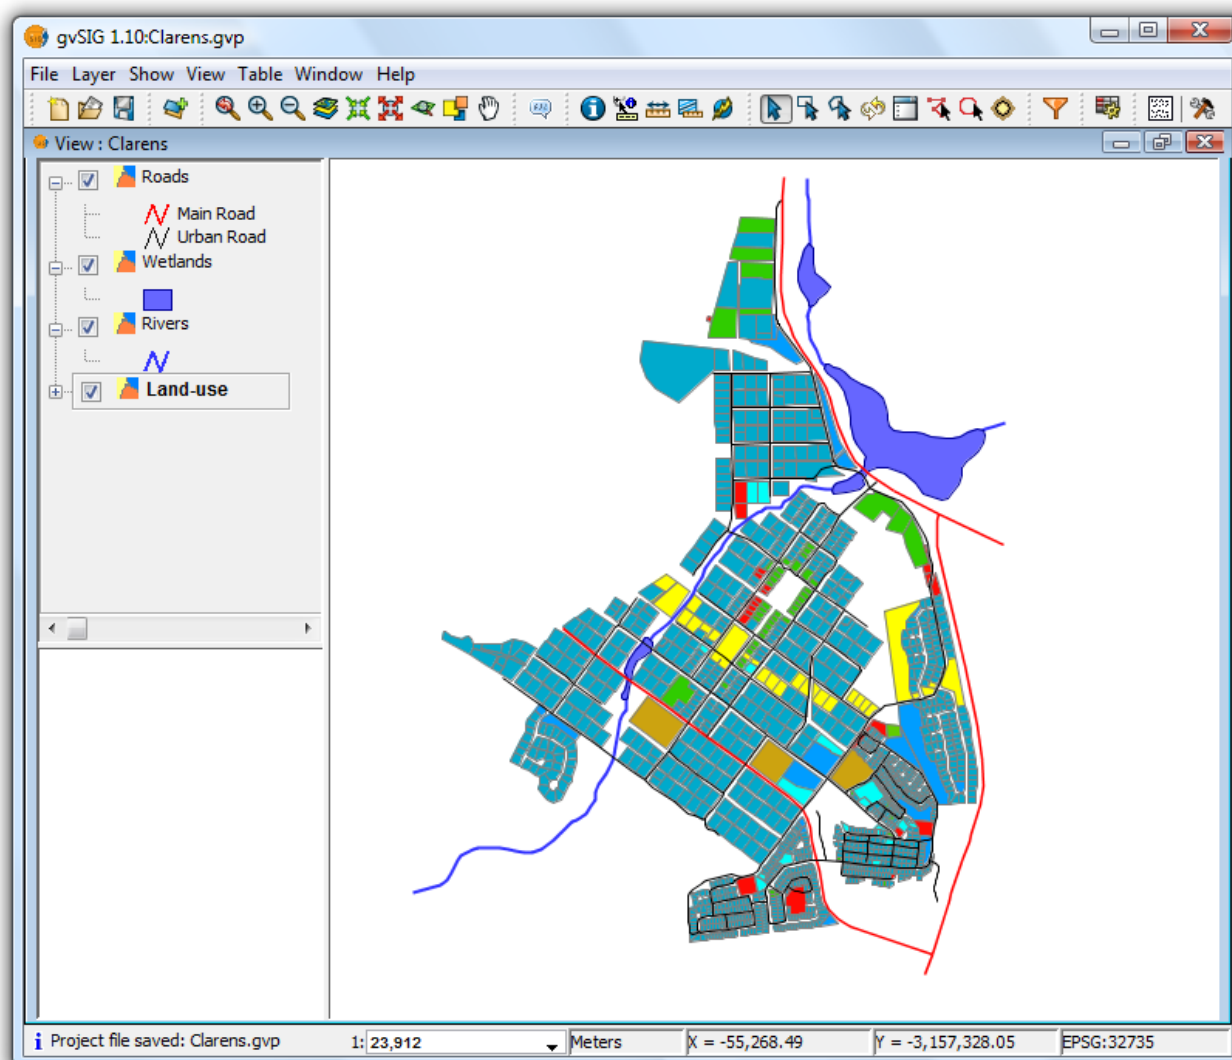 gvSIG 1.10:Clarens.gvp
File Layer Show View Table Window Help
View : Clarens
Roads
Main Road
Urban Road
Wetlands
Rivers
Land-use
Project file saved: Clarens.gvp 1: 23,912 Meters X = -55,268.49 Y = -3,157,328.05 EPSG:32735